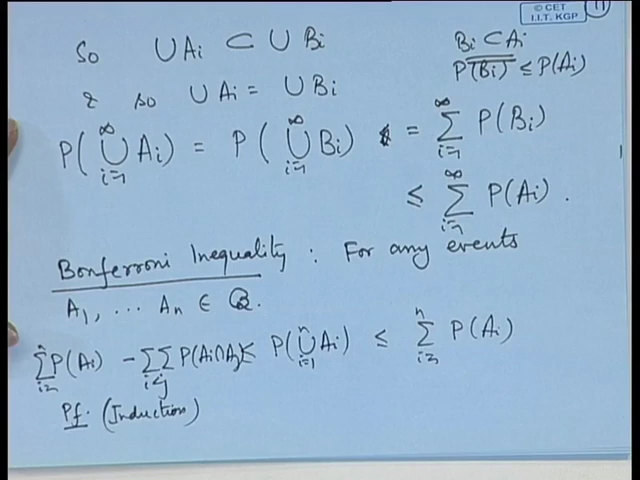 © CET
I.I.T. KGP
11
So ∪Ai ⊂ ∪ Bi
Bi ⊂ Ai
P(Bi) ≤ P(Ai)
& so ∪ Ai = ∪ Bi
P( ∞∪i=1 Ai) = P( ∞∪i=1 Bi) = ∞∑i=1 P(Bi)
≤ ∞∑i=1 P(Ai).
Bonferroni Inequality : For any events
A1, ... An ∈ B.
n∑i=1 P(Ai) - ∑∑i<j P(Ai∩Aj) ≤ P(n∪i=1 Ai) ≤ n∑i=1 P(Ai)
Pf. (Induction)